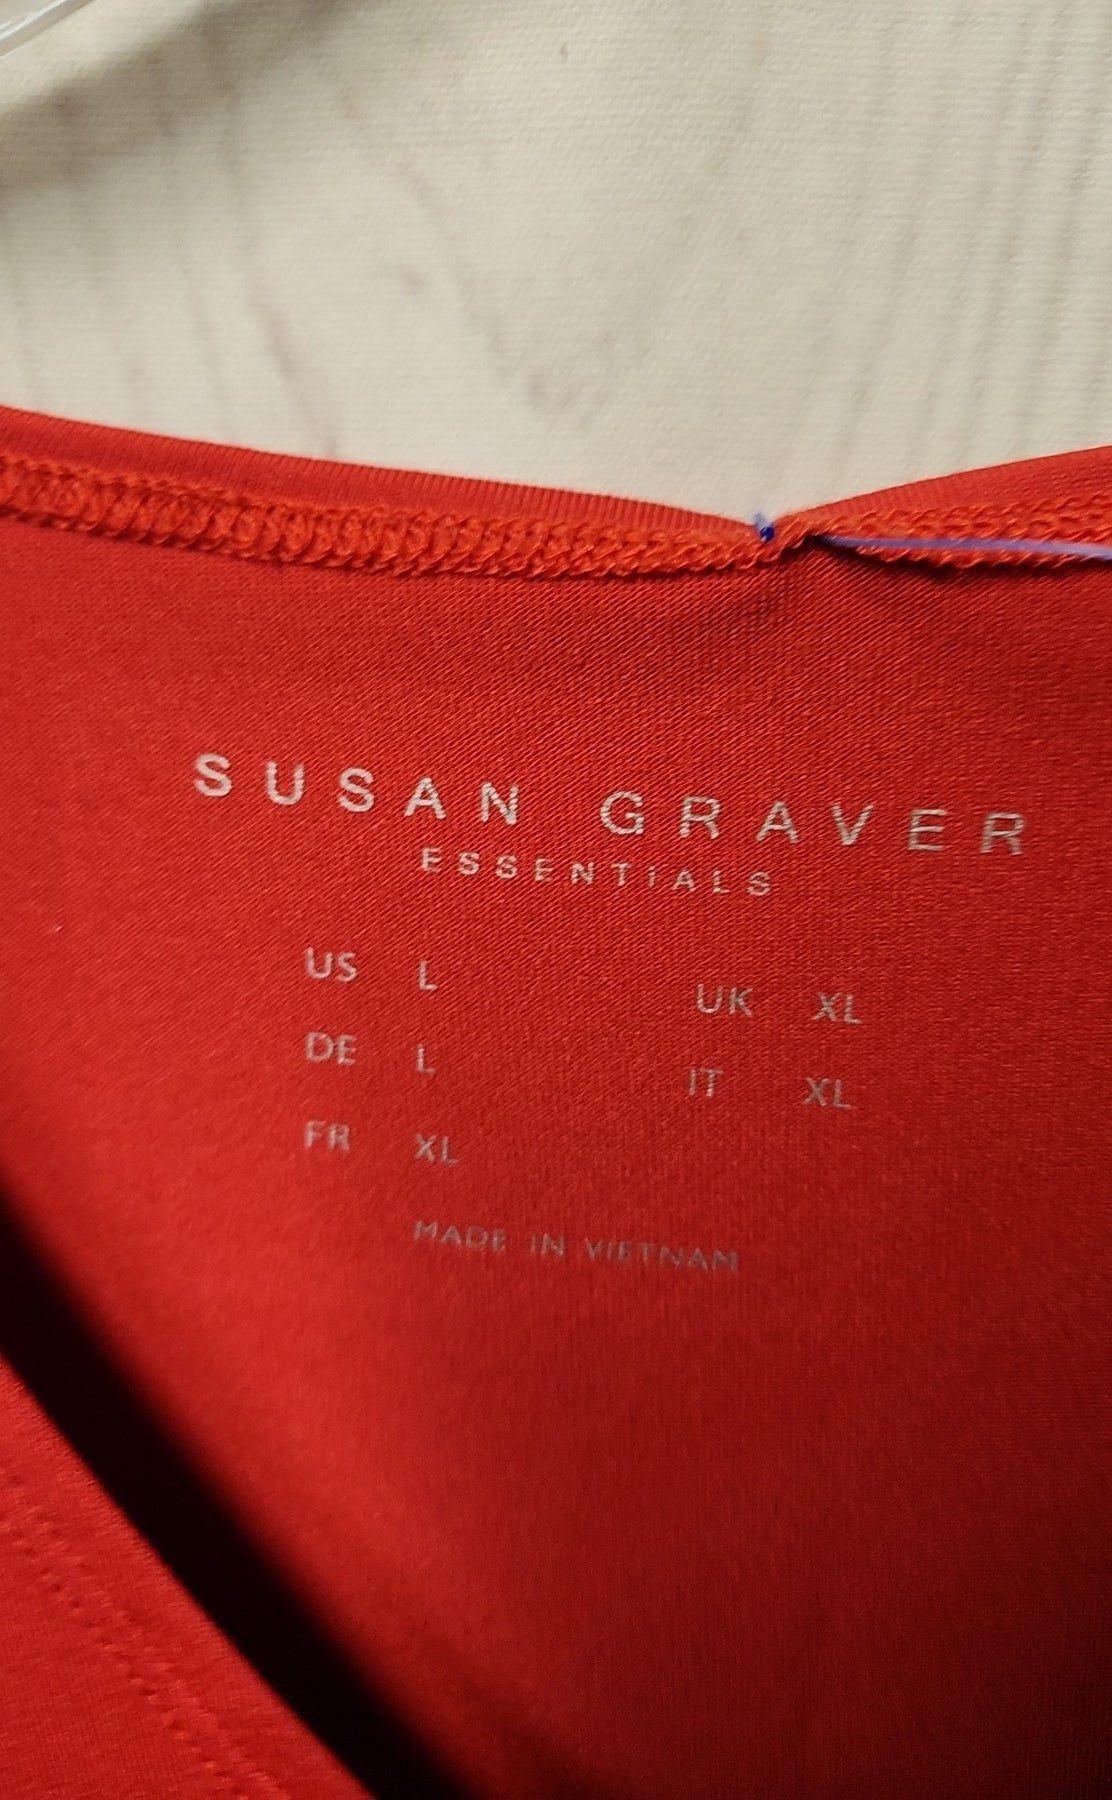 SUSAN GRAVER
ESSENTIALS
US L UK XL
DE L IT XL
FR XL
MADE IN VIETNAM